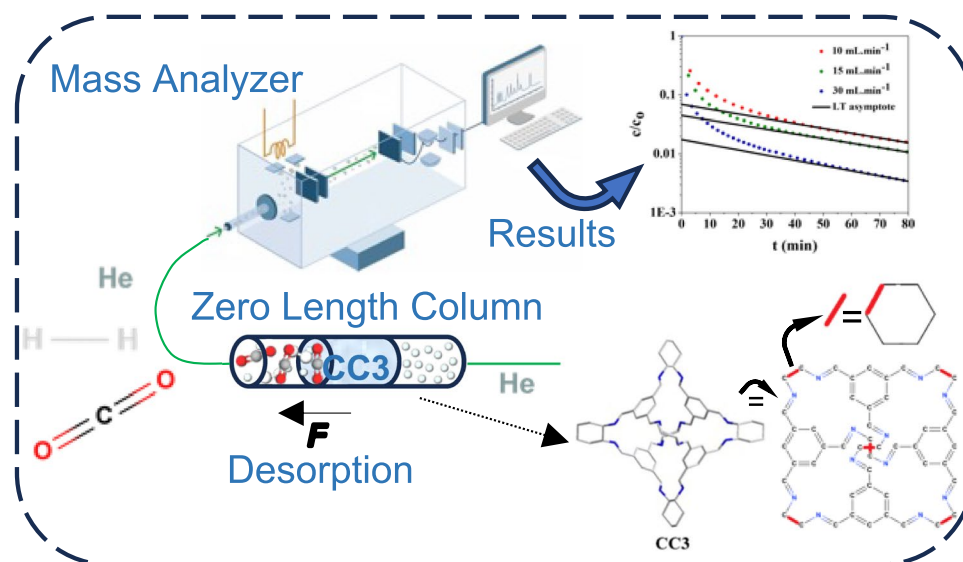 Mass Analyzer
1
0.1
0.01
1E-3
c/c₀
10 mL.min⁻¹
15 mL.min⁻¹
30 mL.min⁻¹
LT asymptote
0 10 20 30 40 50 60 70 80
t (min)
Results
He
Zero Length Column
H H
CC3
He
O
C
O
F
Desorption
=
=
CC3